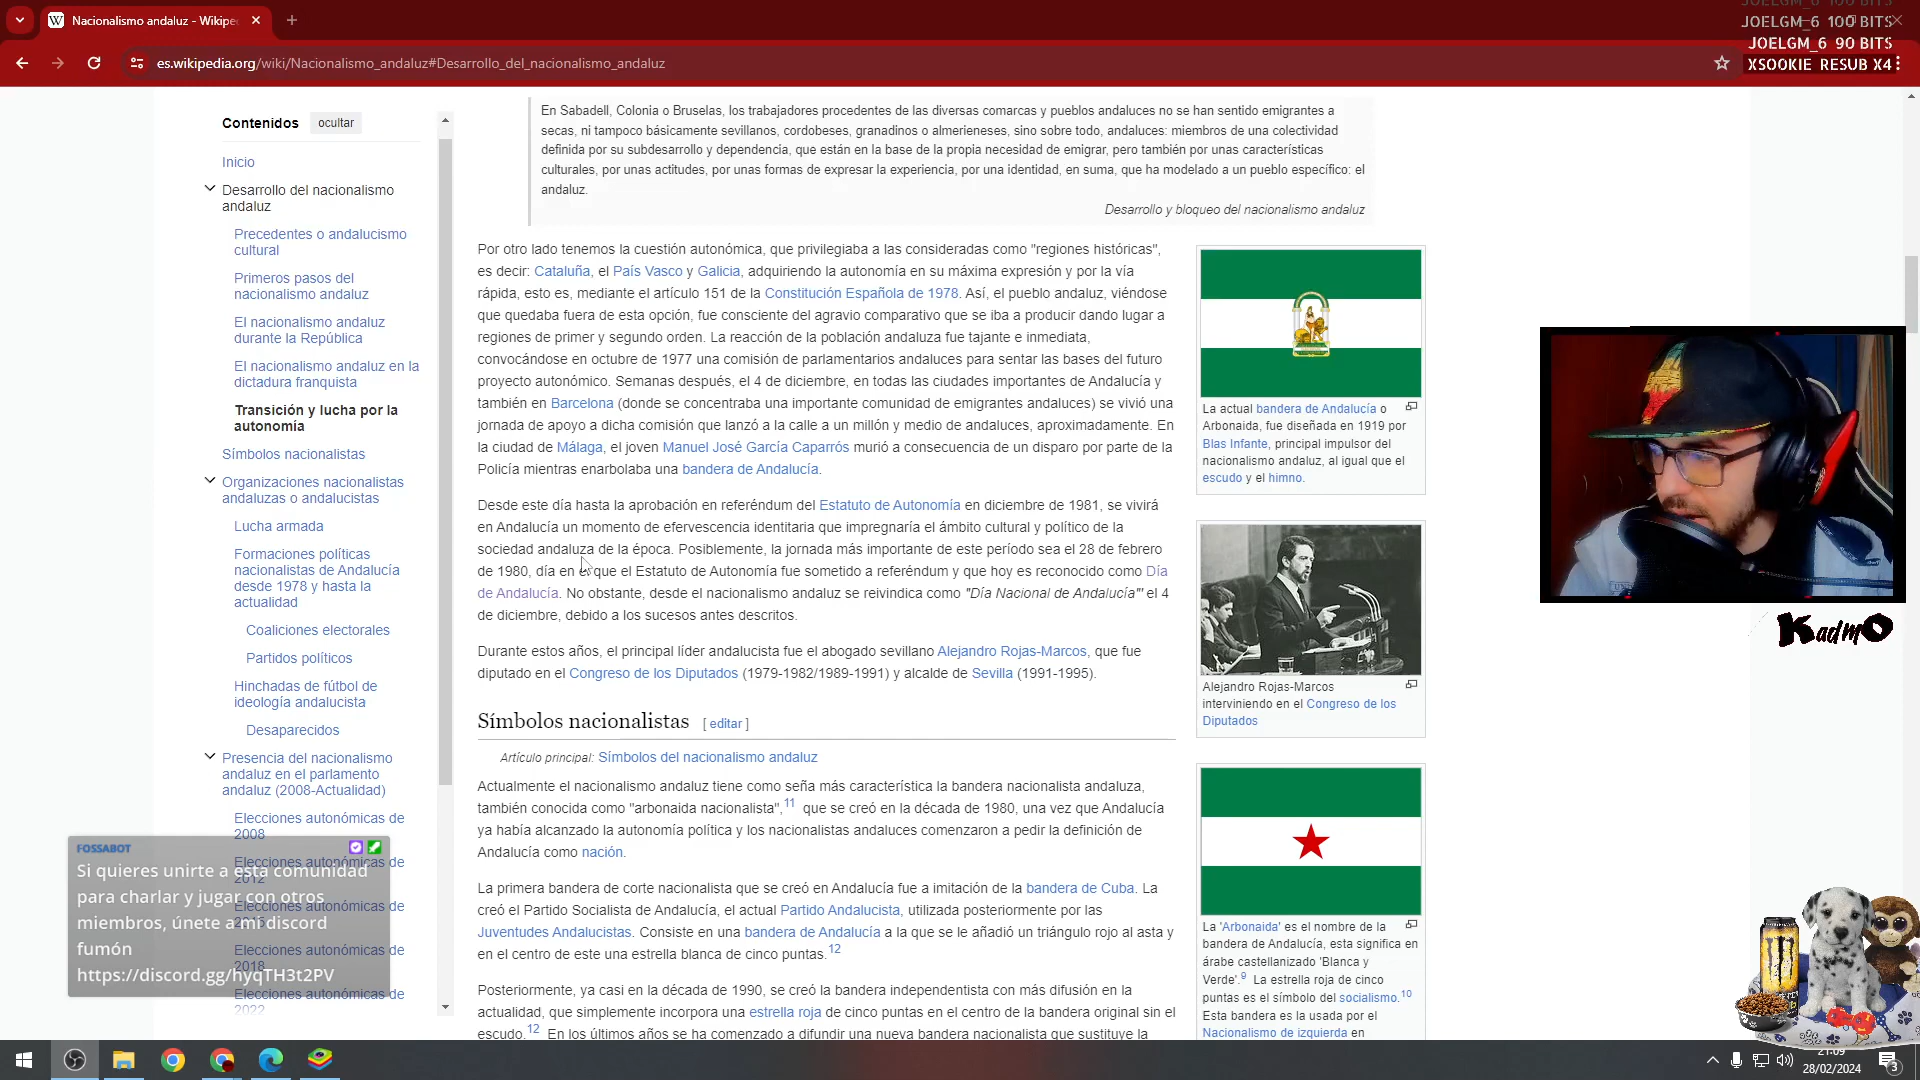 Nacionalismo andaluz - Wikipe
JOELGM_6 100 BITS
JOELGM_6 90 BITS
XSOOKIE RESUB X4
es.wikipedia.org/wiki/Nacionalismo_andaluz#Desarrollo_del_nacionalismo_andaluz
Contenidos ocultar
Inicio
Desarrollo del nacionalismo
andaluz
Precedentes o andalucismo
cultural
Primeros pasos del
nacionalismo andaluz
El nacionalismo andaluz
durante la República
El nacionalismo andaluz en la
dictadura franquista
Transición y lucha por la
autonomía
Símbolos nacionalistas
Organizaciones nacionalistas
andaluzas o andalucistas
Lucha armada
Formaciones políticas
nacionalistas de Andalucía
desde 1978 y hasta la
actualidad
Coaliciones electorales
Partidos políticos
Hinchadas de fútbol de
ideología andalucista
Desaparecidos
Presencia del nacionalismo
andaluz en el parlamento
andaluz (2008-Actualidad)
Elecciones autonómicas de
2008
Elecciones autonómicas de
2012
Elecciones autonómicas de
Elecciones autonómicas de
2018
Elecciones autonómicas de
2022
FOSSABOT
Si quieres unirte a esta comunidad
para charlar y jugar con otros
miembros, únete a mi discord
fumón
https://discord.gg/hyqTH3t2PV
En Sabadell, Colonia o Bruselas, los trabajadores procedentes de las diversas comarcas y pueblos andaluces no se han sentido emigrantes a
secas, ni tampoco básicamente sevillanos, cordobeses, granadinos o almerienses, sino sobre todo, andaluces: miembros de una colectividad
definida por su subdesarrollo y dependencia, que están en la base de la propia necesidad de emigrar, pero también por unas características
culturales, por unas actitudes, por unas formas de expresar la experiencia, por una identidad, en suma, que ha modelado a un pueblo específico: el
andaluz.
Desarrollo y bloqueo del nacionalismo andaluz
Por otro lado tenemos la cuestión autonómica, que privilegiaba a las consideradas como "regiones históricas",
es decir: Cataluña, el País Vasco y Galicia, adquiriendo la autonomía en su máxima expresión y por la vía
rápida, esto es, mediante el artículo 151 de la Constitución Española de 1978. Así, el pueblo andaluz, viéndose
que quedaba fuera de esta opción, fue consciente del agravio comparativo que se iba a producir dando lugar a
regiones de primer y segundo orden. La reacción de la población andaluza fue tajante e inmediata,
convocándose en octubre de 1977 una comisión de parlamentarios andaluces para sentar las bases del futuro
proyecto autonómico. Semanas después, el 4 de diciembre, en todas las ciudades importantes de Andalucía y
también en Barcelona (donde se concentraba una importante comunidad de emigrantes andaluces) se vivió una
jornada de apoyo a dicha comisión que lanzó a la calle a un millón y medio de andaluces, aproximadamente. En
la ciudad de Málaga, el joven Manuel José García Caparrós murió a consecuencia de un disparo por parte de la
Policía mientras enarbolaba una bandera de Andalucía.
Desde este día hasta la aprobación en referéndum del Estatuto de Autonomía en diciembre de 1981, se vivirá
en Andalucía un momento de efervescencia identitaria que impregnaría el ámbito cultural y político de la
sociedad andaluza de la época. Posiblemente, la jornada más importante de este período sea el 28 de febrero
de 1980, día en el que el Estatuto de Autonomía fue sometido a referéndum y que hoy es reconocido como Día
de Andalucía. No obstante, desde el nacionalismo andaluz se reivindica como "Día Nacional de Andalucía"' el 4
de diciembre, debido a los sucesos antes descritos.
Durante estos años, el principal líder andalucista fue el abogado sevillano Alejandro Rojas-Marcos, que fue
diputado en el Congreso de los Diputados (1979-1982/1989-1991) y alcalde de Sevilla (1991-1995).
Símbolos nacionalistas [ editar ]
Artículo principal: Símbolos del nacionalismo andaluz
Actualmente el nacionalismo andaluz tiene como seña más característica la bandera nacionalista andaluza,
también conocida como "arbonaida nacionalista",11 que se creó en la década de 1980, una vez que Andalucía
ya había alcanzado la autonomía política y los nacionalistas andaluces comenzaron a pedir la definición de
Andalucía como nación.
La primera bandera de corte nacionalista que se creó en Andalucía fue a imitación de la bandera de Cuba. La
creó el Partido Socialista de Andalucía, el actual Partido Andalucista, utilizada posteriormente por las
Juventudes Andalucistas. Consiste en una bandera de Andalucía a la que se le añadió un triángulo rojo al asta y
en el centro de este una estrella blanca de cinco puntas.12
Posteriormente, ya casi en la década de 1990, se creó la bandera independentista con más difusión en la
actualidad, que simplemente incorpora una estrella roja de cinco puntas en el centro de la bandera original sin el
escudo.12 En los últimos años se ha comenzado a difundir una nueva bandera nacionalista que sustituye la
La actual bandera de Andalucía o
Arbonaida, fue diseñada en 1919 por
Blas Infante, principal impulsor del
nacionalismo andaluz, al igual que el
escudo y el himno.
Alejandro Rojas-Marcos
interviniendo en el Congreso de los
Diputados
La 'Arbonaida' es el nombre de la
bandera de Andalucía, esta significa en
árabe castellanizado 'Blanca y
Verde'.9 La estrella roja de cinco
puntas es el símbolo del socialismo.10
Esta bandera es la usada por el
Nacionalismo de izquierda en
KadmO
21:09
28/02/2024
3